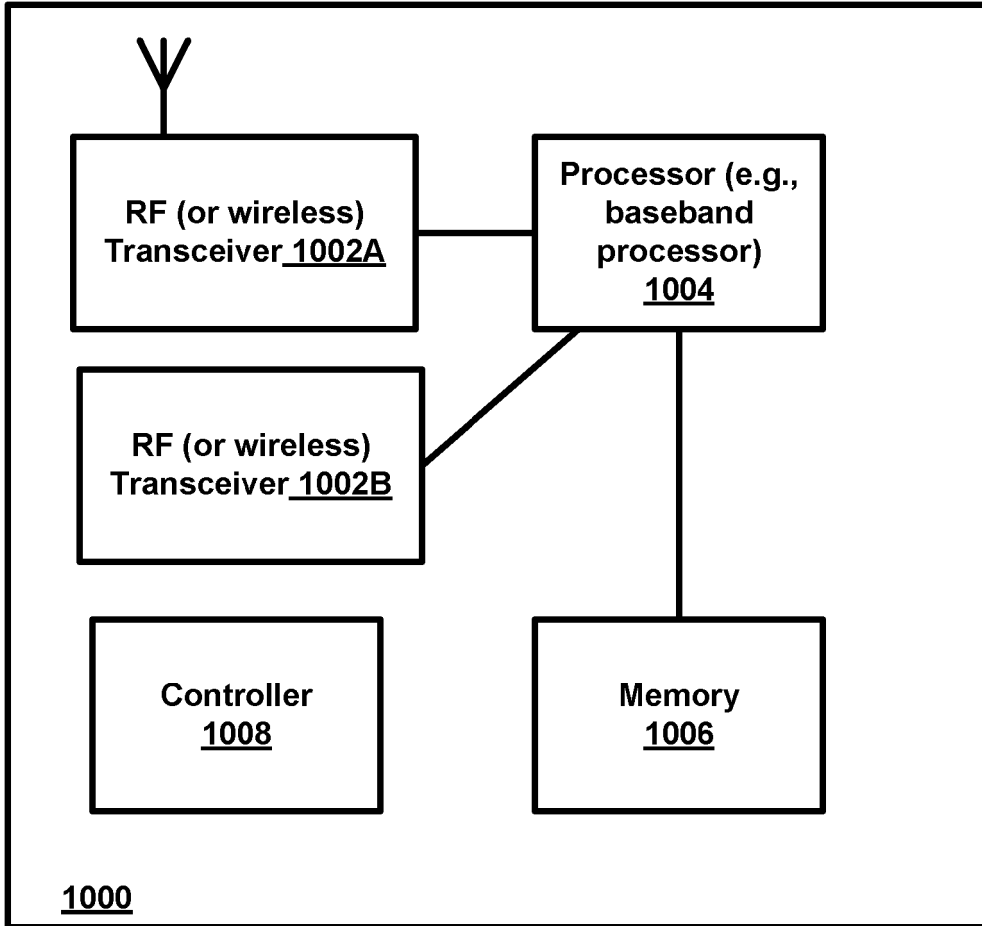 RF (or wireless)
Transceiver 1002A
Processor (e.g.,
baseband
processor)
1004
RF (or wireless)
Transceiver 1002B
Controller
1008
Memory
1006
1000